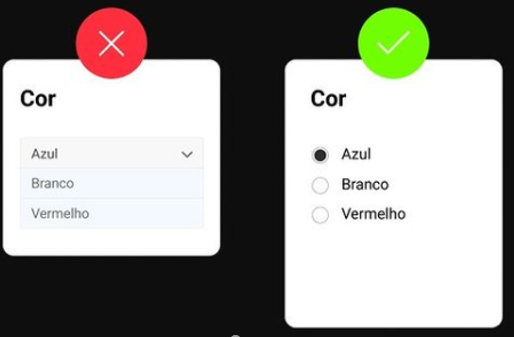 Cor
Azul
Branco
Vermelho
Cor
Azul
Branco
Vermelho